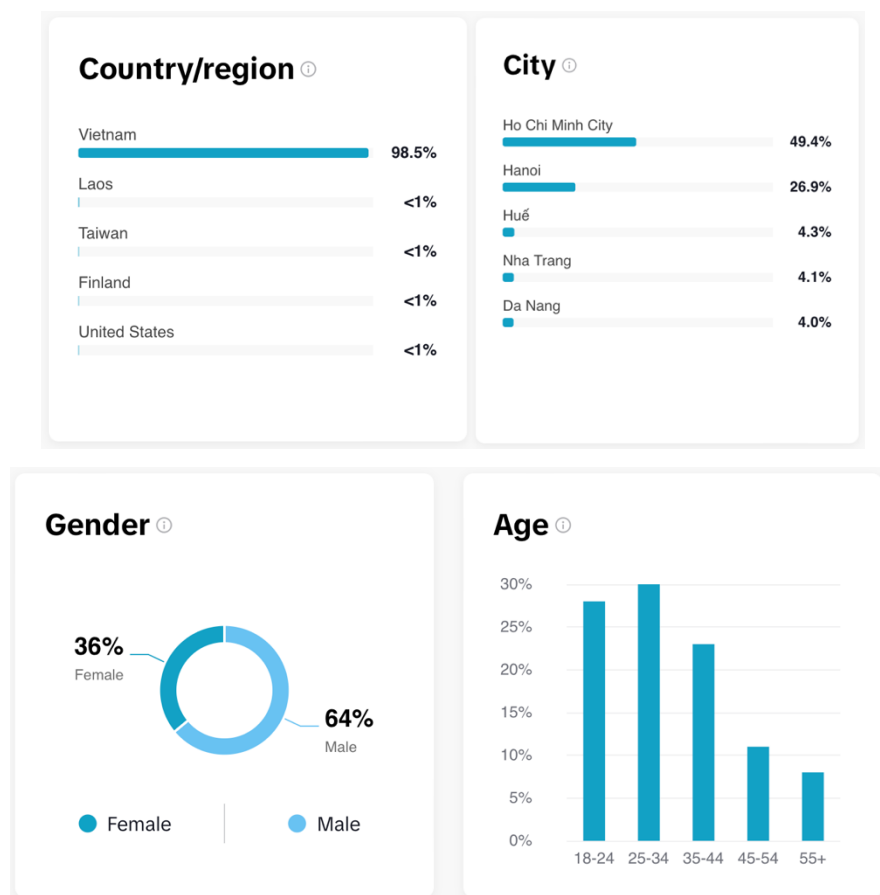 Country/region
Vietnam
98.5%
Laos
<1%
Taiwan
<1%
Finland
<1%
United States
<1%
City
Ho Chi Minh City
49.4%
Hanoi
26.9%
Huế
4.3%
Nha Trang
4.1%
Da Nang
4.0%
Gender
36%
Female
64%
Male
Female
Male
Age
30%
25%
20%
15%
10%
5%
0%
18-24 25-34 35-44 45-54 55+